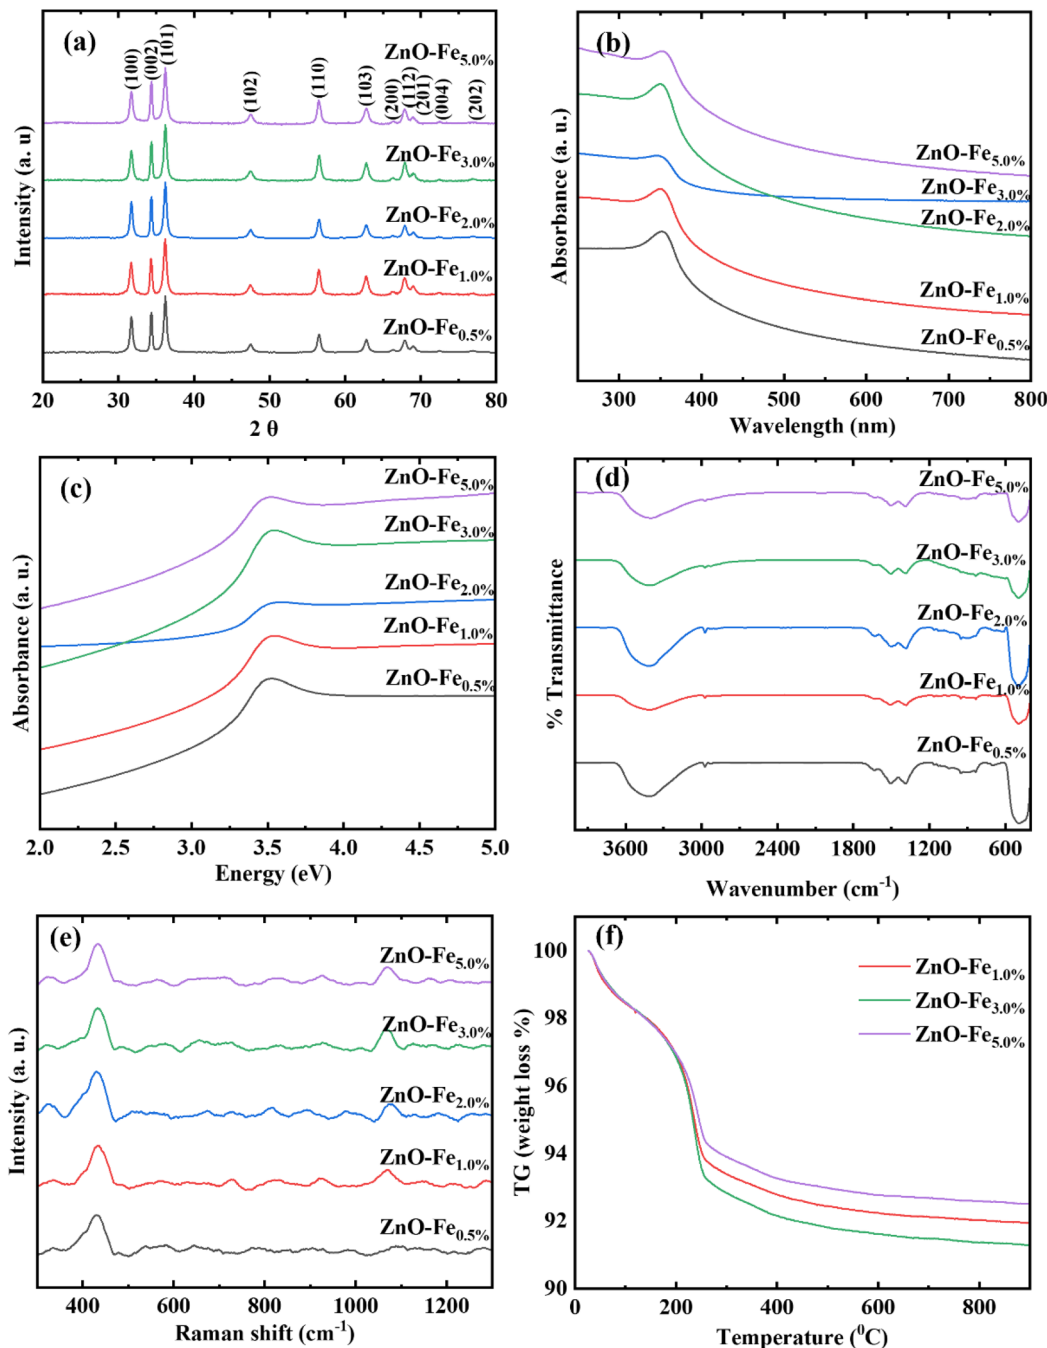 (a)
ZnO-Fe5.0%
(100)
(002)
(101)
(102)
(110)
(103)
(200)
(112)
(201)
(004)
(202)
ZnO-Fe3.0%
ZnO-Fe2.0%
ZnO-Fe1.0%
ZnO-Fe0.5%
Intensity (a. u)
20 30 40 50 60 70 80
2 θ
(b)
ZnO-Fe5.0%
ZnO-Fe3.0%
ZnO-Fe2.0%
ZnO-Fe1.0%
ZnO-Fe0.5%
Absorbance (a. u.)
300 400 500 600 700 800
Wavelength (nm)
(c)
ZnO-Fe5.0%
ZnO-Fe3.0%
ZnO-Fe2.0%
ZnO-Fe1.0%
ZnO-Fe0.5%
Absorbance (a. u.)
2.0 2.5 3.0 3.5 4.0 4.5 5.0
Energy (eV)
(d)
ZnO-Fe5.0%
ZnO-Fe3.0%
ZnO-Fe2.0%
ZnO-Fe1.0%
ZnO-Fe0.5%
% Transmittance
3600 3000 2400 1800 1200 600
Wavenumber (cm-1)
(e)
ZnO-Fe5.0%
ZnO-Fe3.0%
ZnO-Fe2.0%
ZnO-Fe1.0%
ZnO-Fe0.5%
Intensity (a. u.)
400 600 800 1000 1200
Raman shift (cm-1)
(f)
ZnO-Fe1.0%
ZnO-Fe3.0%
ZnO-Fe5.0%
TG (weight loss %)
100
98
96
94
92
90
0 200 400 600 800
Temperature (0C)